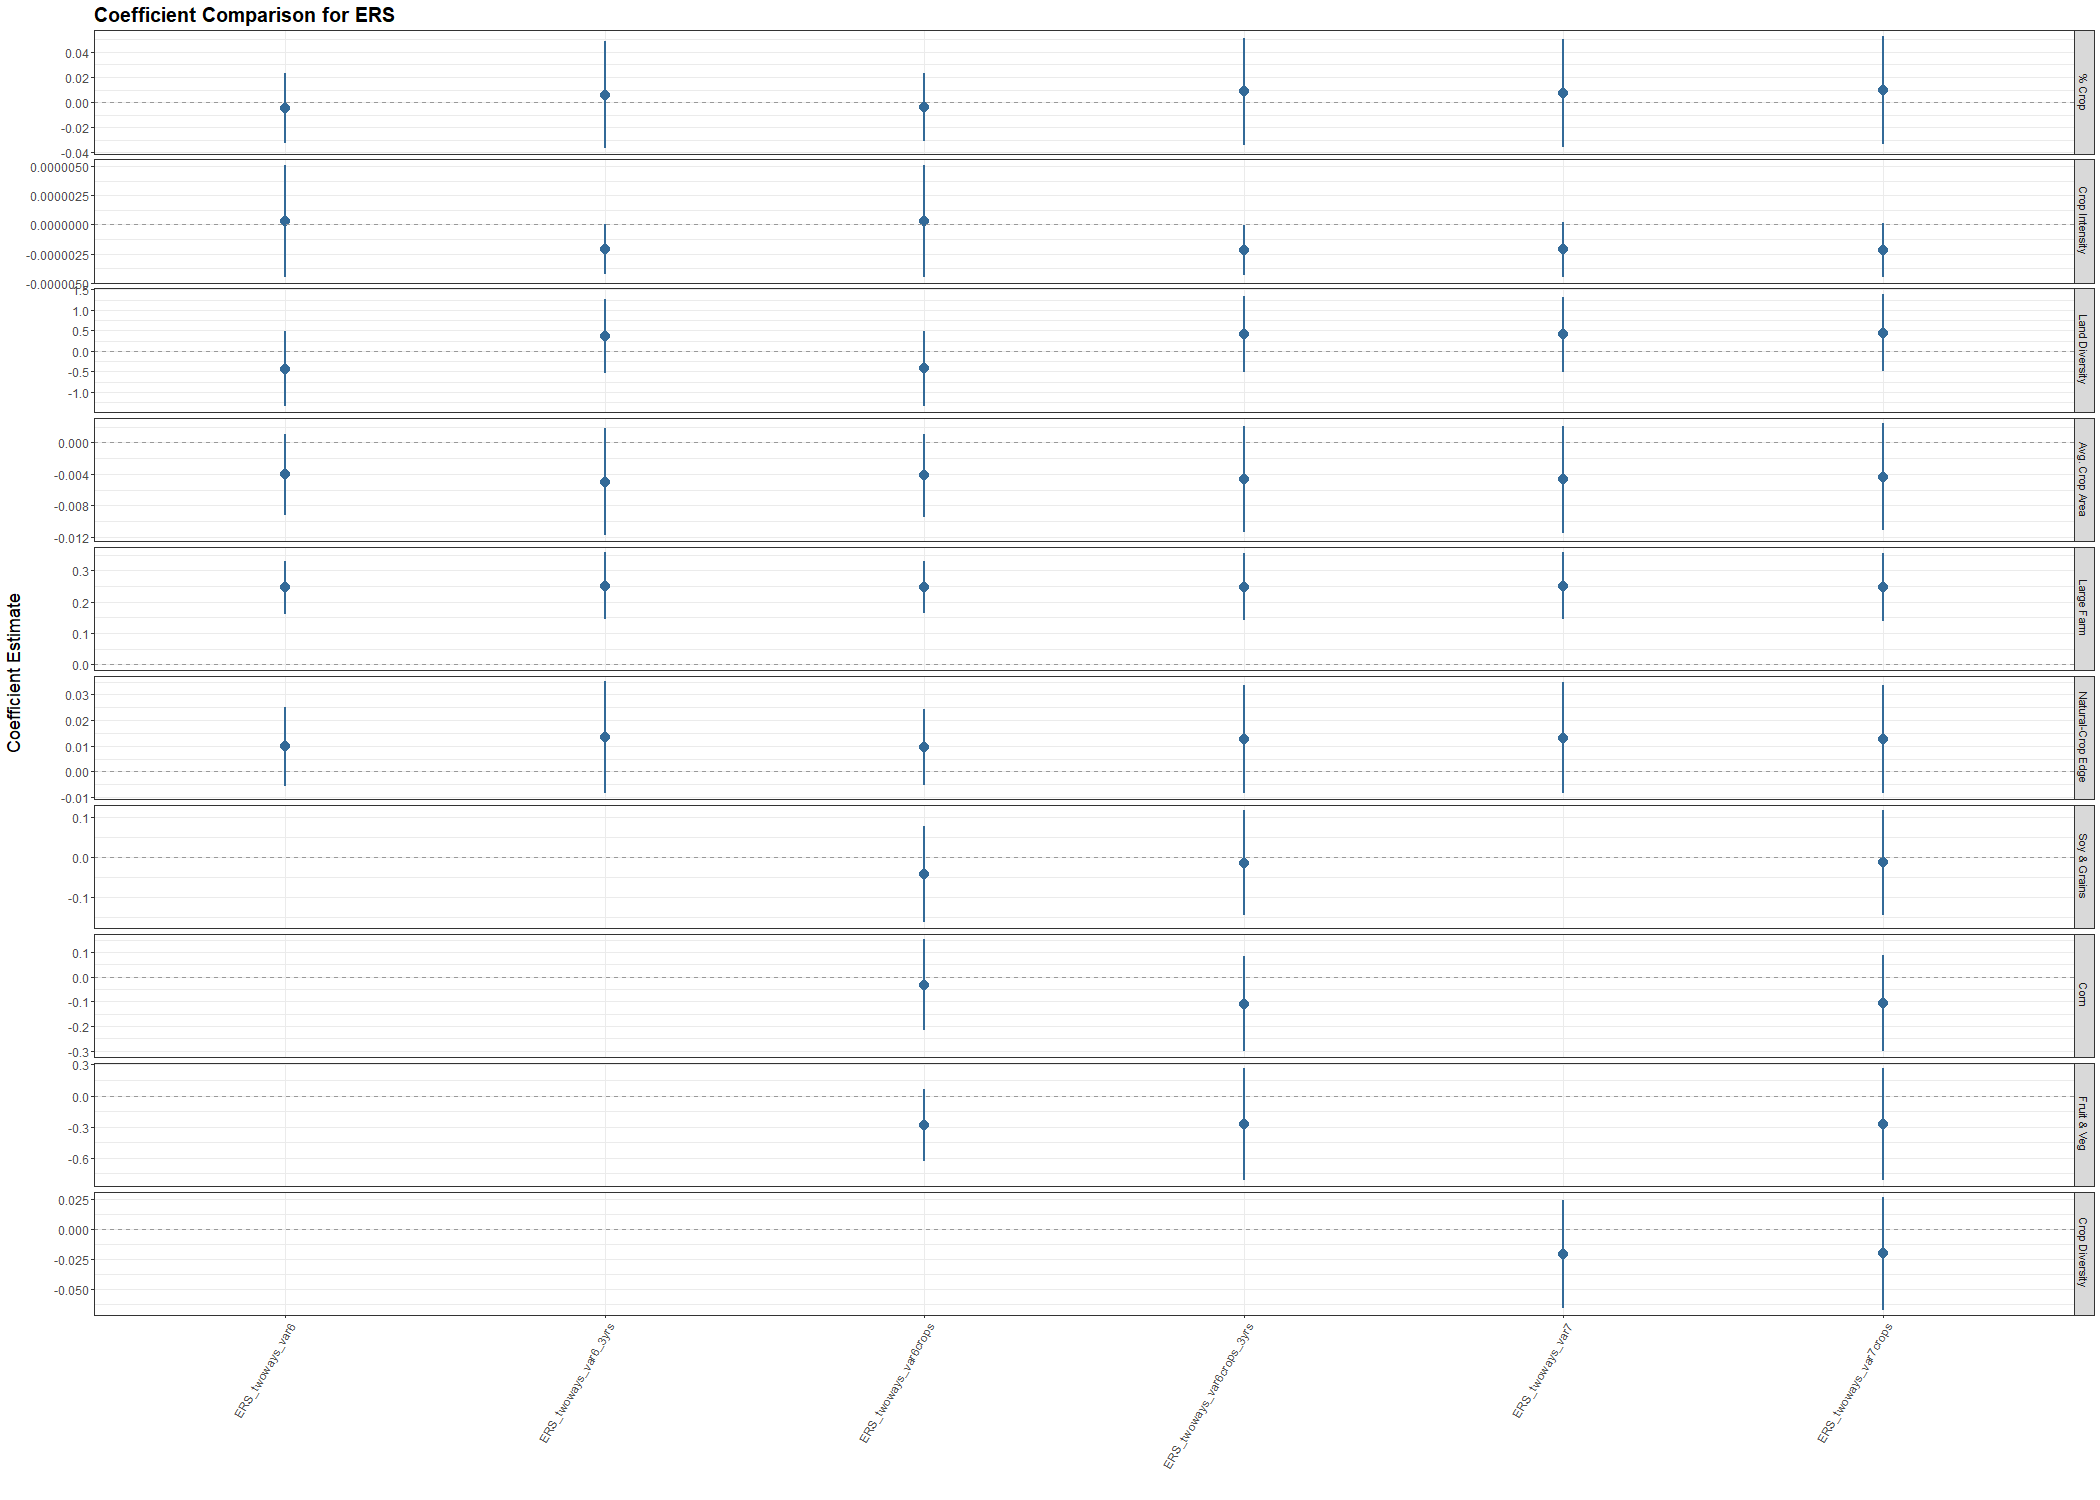 Coefficient Comparison for ERS
Coefficient Estimate
0.04
0.02
0.00
-0.02
-0.04
% Crop
0.0000050
0.0000025
0.0000000
-0.0000025
-0.0000050
Crop Intensity
1.5
1.0
0.5
0.0
-0.5
-1.0
Land Diversity
0.000
-0.004
-0.008
-0.012
Avg. Crop Area
0.3
0.2
0.1
0.0
Large Farm
0.03
0.02
0.01
0.00
-0.01
Natural-Crop Edge
0.1
0.0
-0.1
Soy & Grains
0.1
0.0
-0.1
-0.2
-0.3
Corn
0.3
0.0
-0.3
-0.6
Fruit & Veg
0.025
0.000
-0.025
-0.050
Crop Diversity
ERS_twoways_var6
ERS_twoways_var6_3yrs
ERS_twoways_var6crops
ERS_twoways_var6crops_3yrs
ERS_twoways_var7
ERS_twoways_var7crops